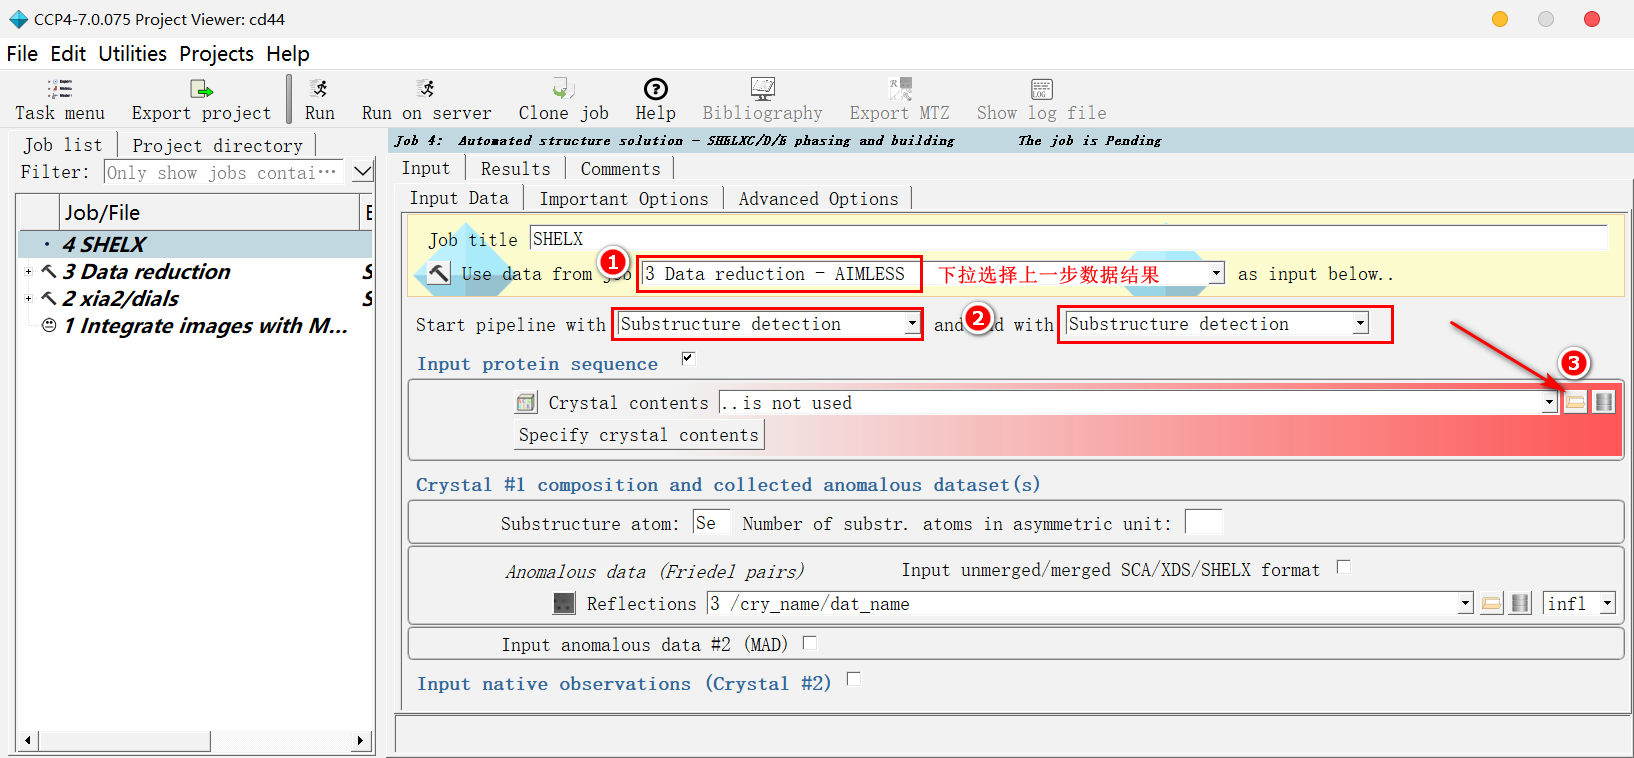 CCP4-7.0.075 Project Viewer: cd44
File Edit Utilities Projects Help
Task menu Export project Run Run on server Clone job Help Bibliography Export MTZ Show log file
Job list Project directory
Filter: Only show jobs contai···
Job/File E
4 SHELX
3 Data reduction S
2 xia2/dials S
1 Integrate images with M...
Job 4: Automated structure solution - SHELXC/D/E phasing and building The job is Pending
Input Results Comments
Input Data Important Options Advanced Options
Job title SHELX
Use data from job 1 3 Data reduction - AIMLESS 下拉选择上一步数据结果 as input below..
Start pipeline with Substructure detection and 2 end with Substructure detection
3
Input protein sequence
Crystal contents ..is not used
Specify crystal contents
Crystal #1 composition and collected anomalous dataset(s)
Substructure atom: Se Number of substr. atoms in asymmetric unit:
Anomalous data (Friedel pairs) Input unmerged/merged SCA/XDS/SHELX format
Reflections 3 /cry_name/dat_name infl
Input anomalous data #2 (MAD)
Input native observations (Crystal #2)